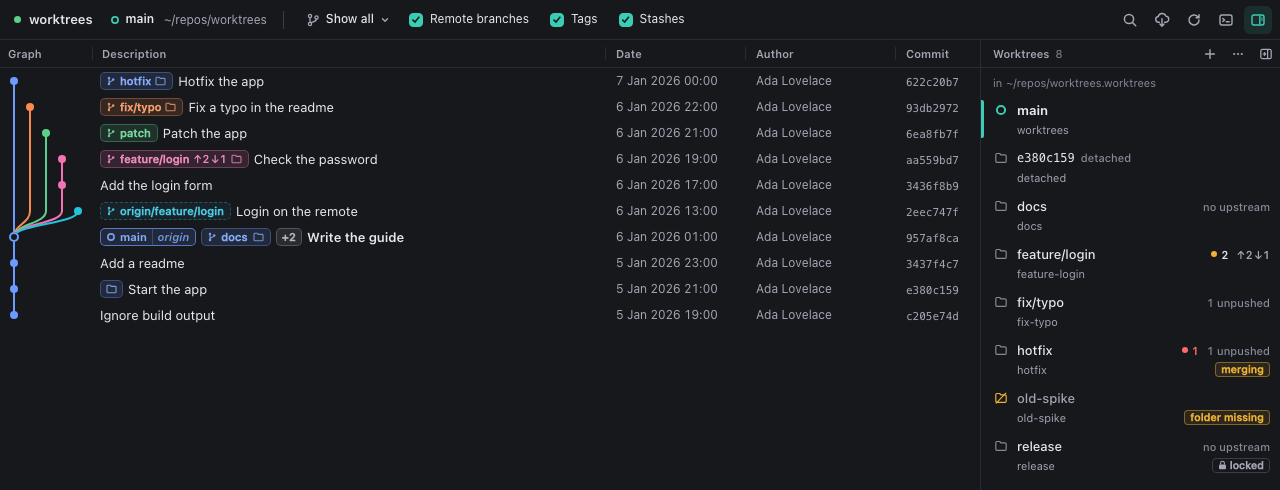 worktrees main ~/repos/worktrees Show all Remote branches Tags Stashes
Graph Description Date Author Commit
hotfix Hotfix the app 7 Jan 2026 00:00 Ada Lovelace 622c20b7
fix/typo Fix a typo in the readme 6 Jan 2026 22:00 Ada Lovelace 93db2972
patch Patch the app 6 Jan 2026 21:00 Ada Lovelace 6ea8fb7f
feature/login ↑2↓1 Check the password 6 Jan 2026 19:00 Ada Lovelace aa559bd7
Add the login form 6 Jan 2026 17:00 Ada Lovelace 3436f8b9
origin/feature/login Login on the remote 6 Jan 2026 13:00 Ada Lovelace 2eec747f
main origin docs +2 Write the guide 6 Jan 2026 01:00 Ada Lovelace 957af8ca
Add a readme 5 Jan 2026 23:00 Ada Lovelace 3437f4c7
Start the app 5 Jan 2026 21:00 Ada Lovelace e380c159
Ignore build output 5 Jan 2026 19:00 Ada Lovelace c205e74d
Worktrees 8
in ~/repos/worktrees.worktrees
main
worktrees
e380c159 detached
detached
docs no upstream
docs
feature/login 2 ↑2↓1
feature-login
fix/typo 1 unpushed
fix-typo
hotfix 1 1 unpushed
hotfix merging
old-spike
old-spike folder missing
release no upstream
release locked